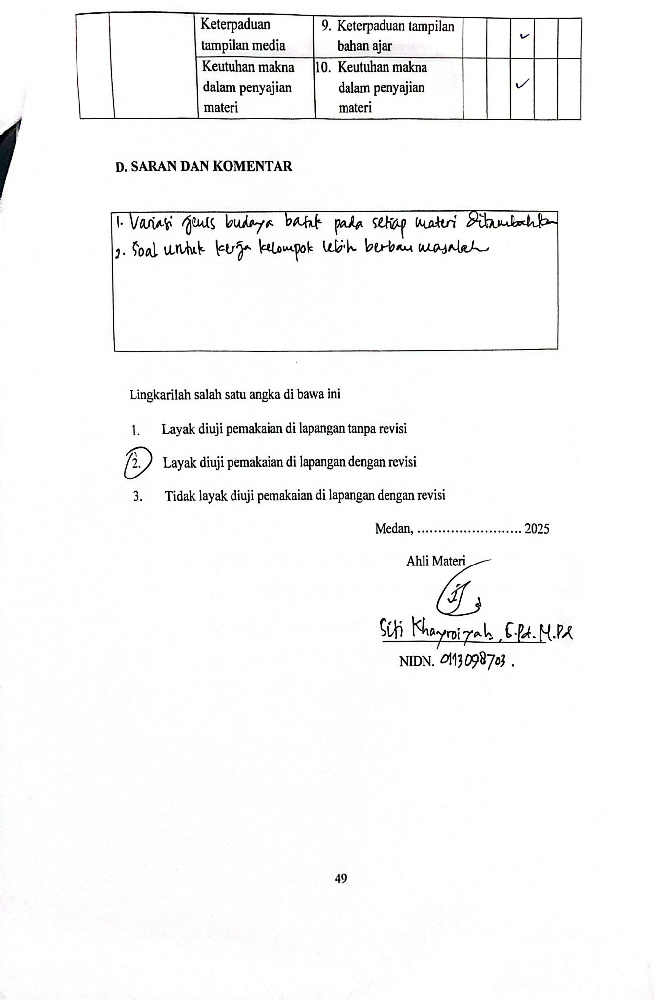 Keterpaduan
tampilan media
9. Keterpaduan tampilan
bahan ajar
✓
Keutuhan makna
dalam penyajian
materi
10. Keutuhan makna
dalam penyajian
materi
✓
D. SARAN DAN KOMENTAR
1. Variasi jenis budaya batak pada setiap materi ditambahkan
2. Soal untuk kerja kelompok lebih berbau masalah
Lingkarilah salah satu angka di bawa ini
1. Layak diuji pemakaian di lapangan tanpa revisi
2. Layak diuji pemakaian di lapangan dengan revisi
3. Tidak layak diuji pemakaian di lapangan dengan revisi
Medan, ......................... 2025
Ahli Materi
Siti Khayroiyah, S.Pd. M.Pd
NIDN. 0113098703.
49